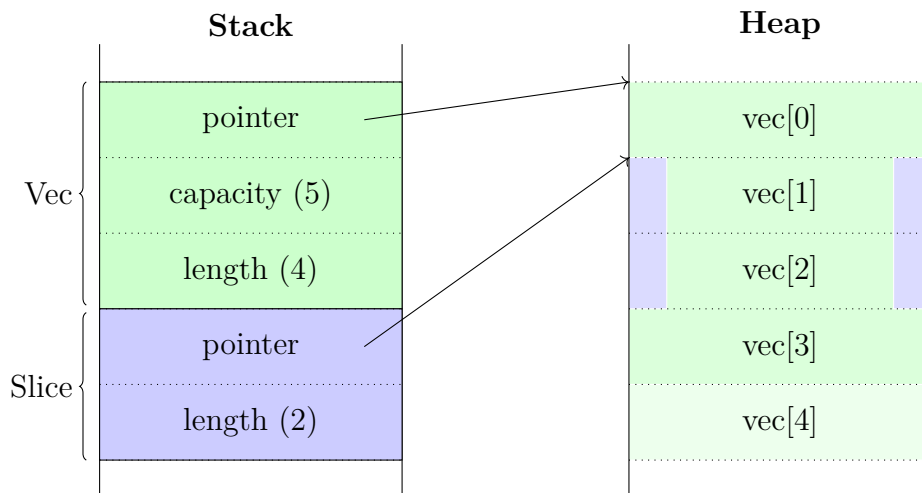 Stack
Heap
Vec
pointer
capacity (5)
length (4)
Slice
pointer
length (2)
vec[0]
vec[1]
vec[2]
vec[3]
vec[4]